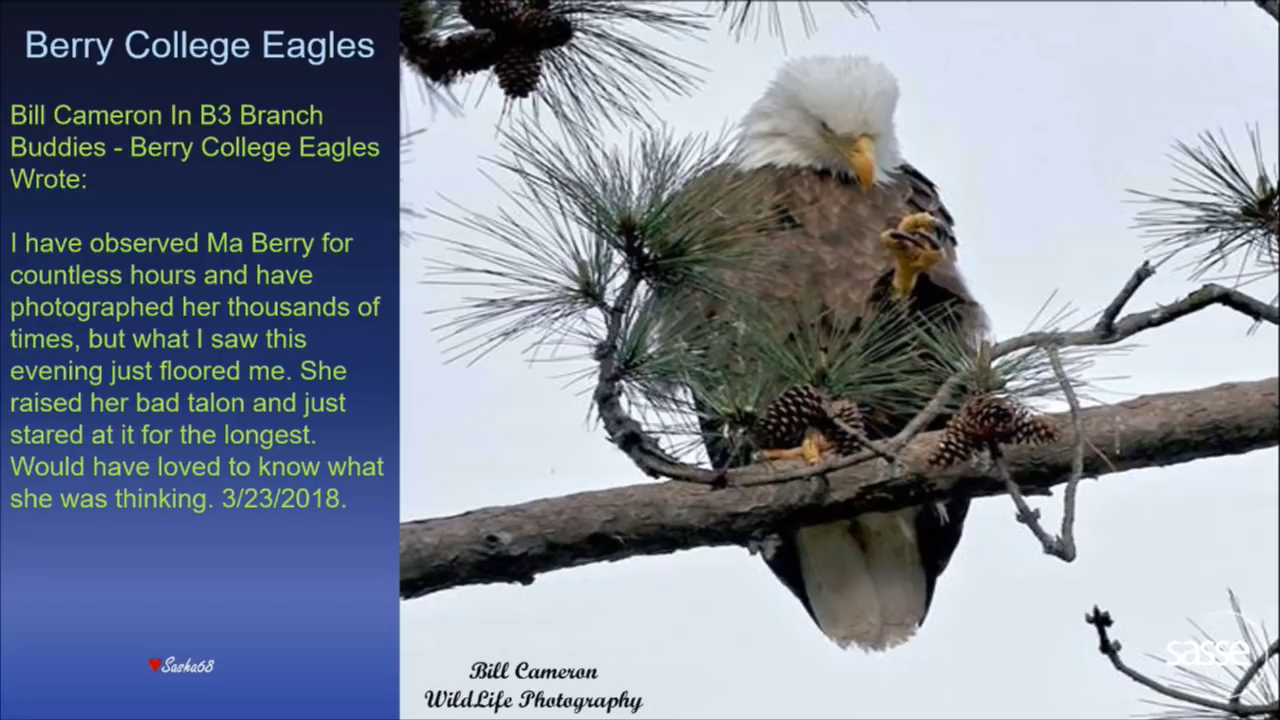 Berry College Eagles
Bill Cameron In B3 Branch
Buddies - Berry College Eagles
Wrote:
I have observed Ma Berry for
countless hours and have
photographed her thousands of
times, but what I saw this
evening just floored me. She
raised her bad talon and just
stared at it for the longest.
Would have loved to know what
she was thinking. 3/23/2018.
Sasha68
Bill Cameron
WildLife Photography
sasse